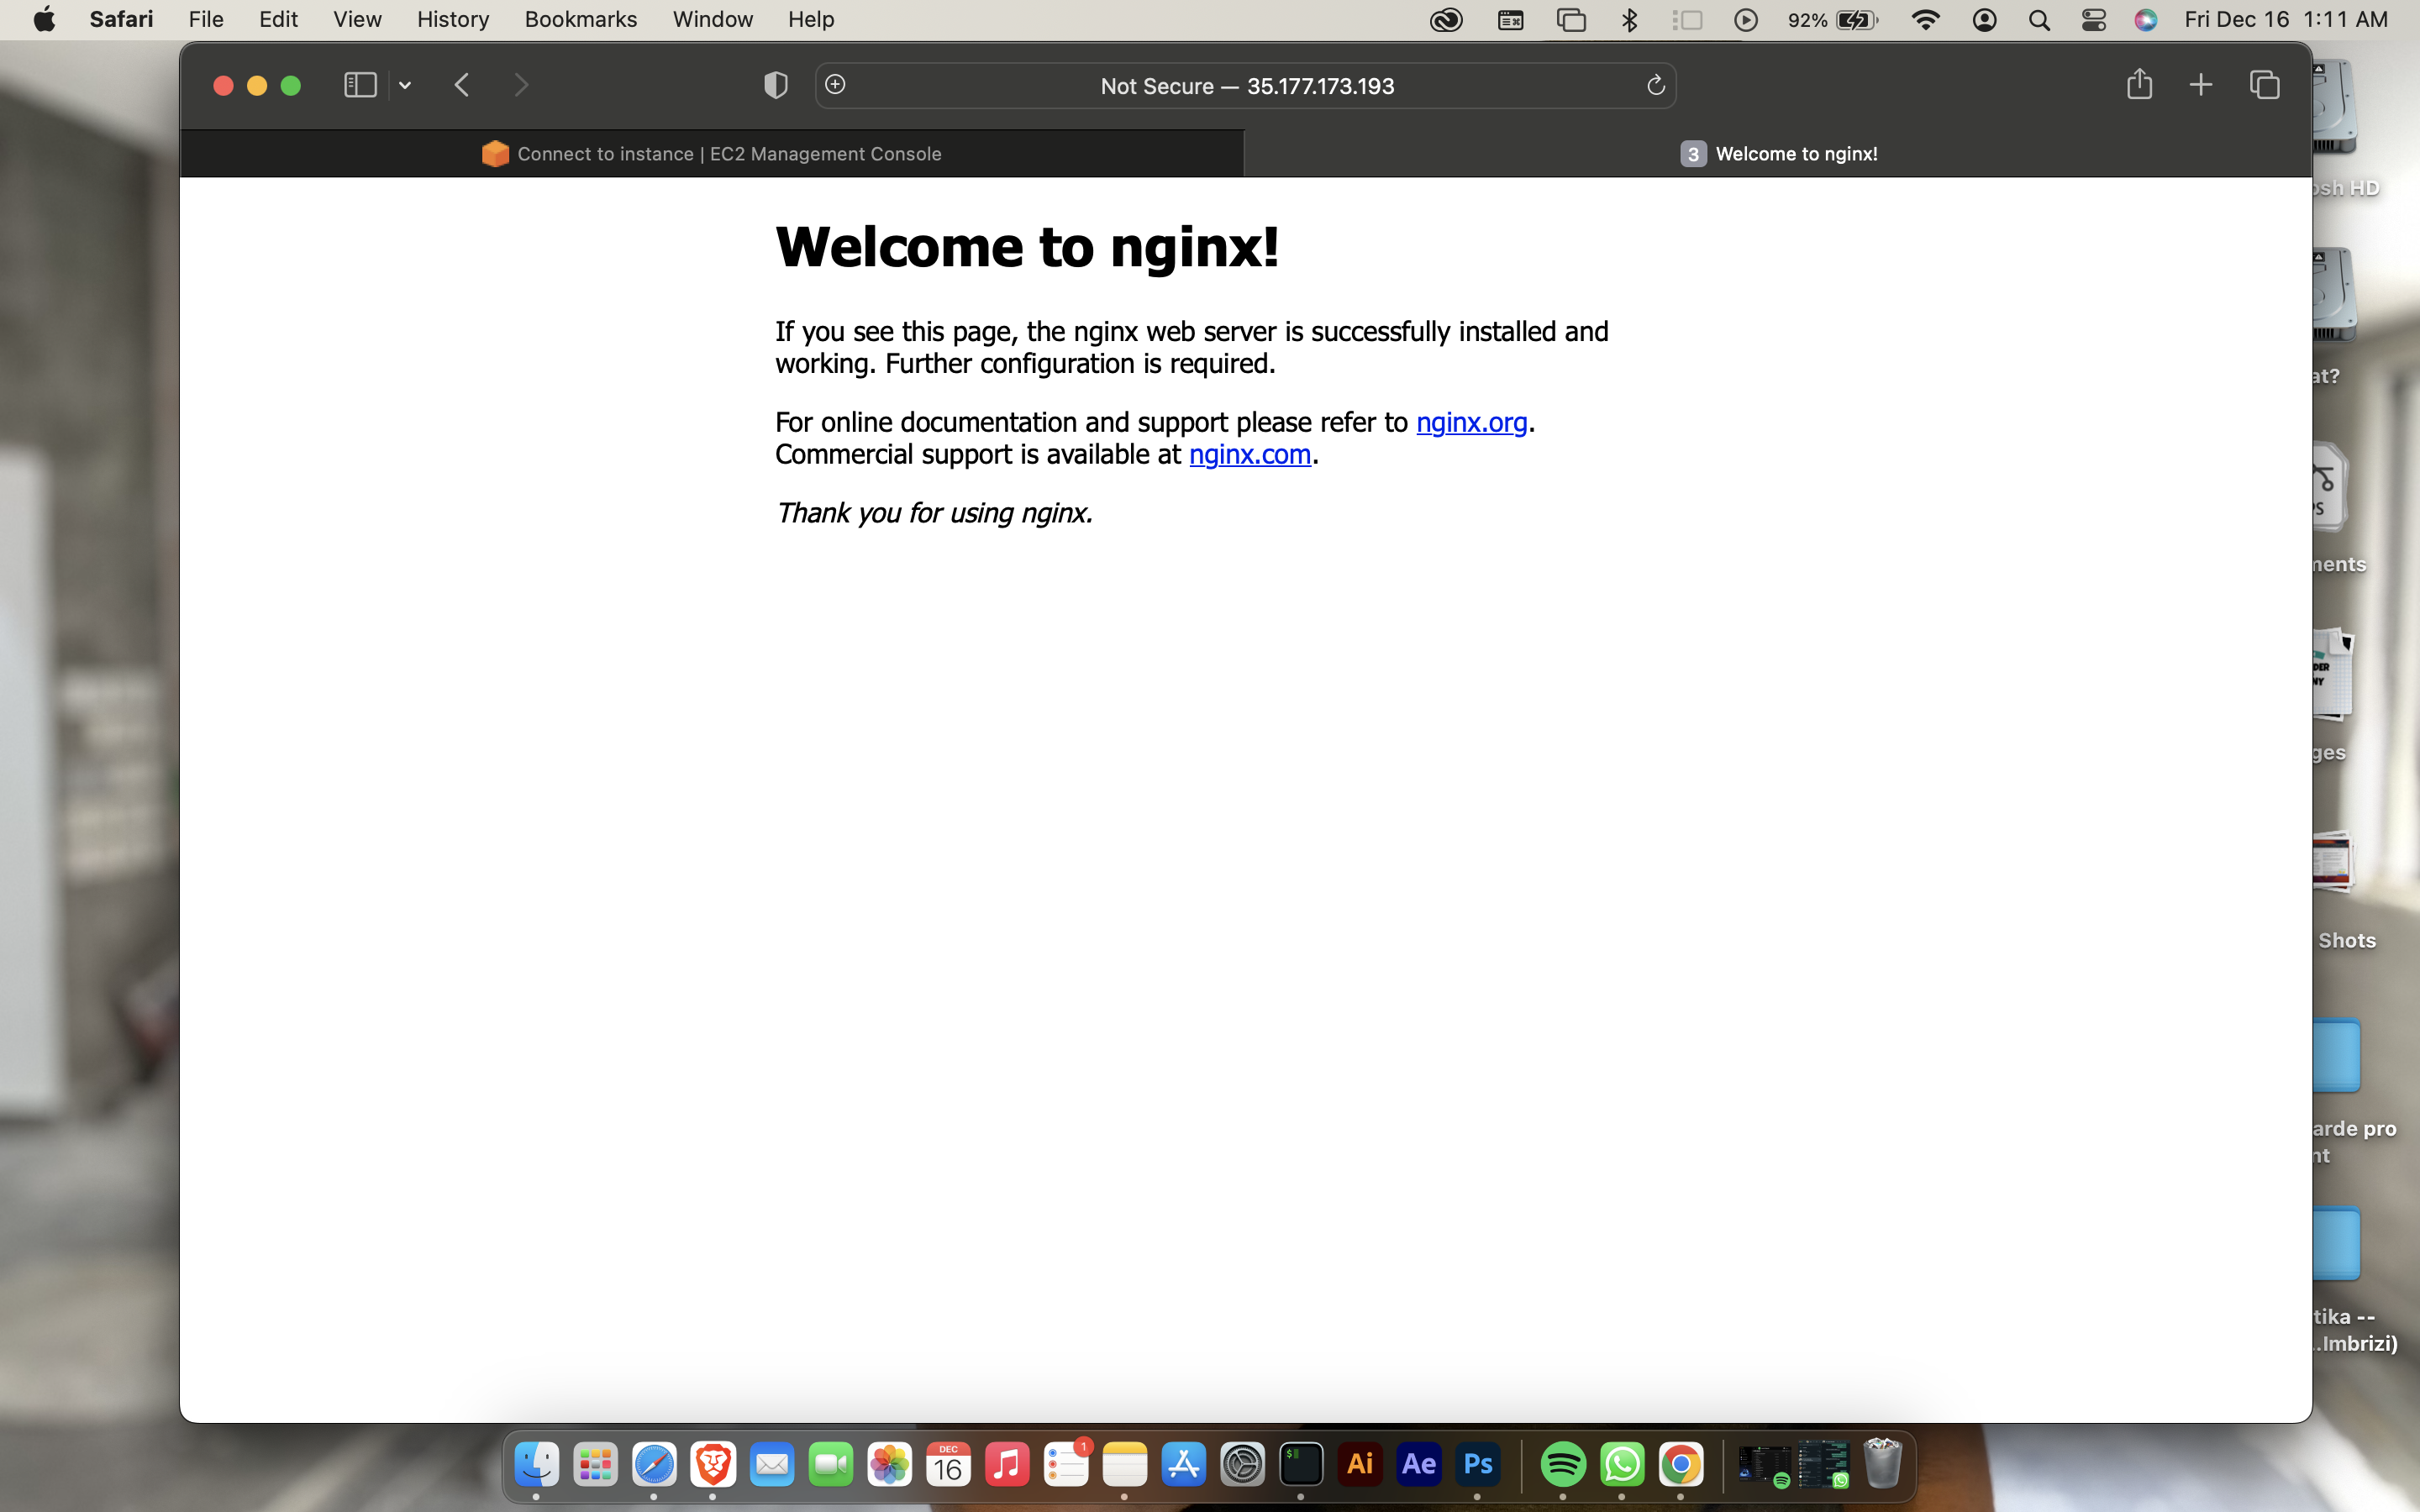 Safari File Edit View History Bookmarks Window Help 92% Fri Dec 16 1:11 AM
Not Secure — 35.177.173.193
Connect to instance | EC2 Management Console
3 Welcome to nginx!
Welcome to nginx!
If you see this page, the nginx web server is successfully installed and
working. Further configuration is required.
For online documentation and support please refer to nginx.org.
Commercial support is available at nginx.com.
Thank you for using nginx.
osh HD
at?
PS
ments
DER
NY
ges
Shots
arde pro
nt
tika --
...Imbrizi)
DEC
16
1
$
Ai
Ae
Ps